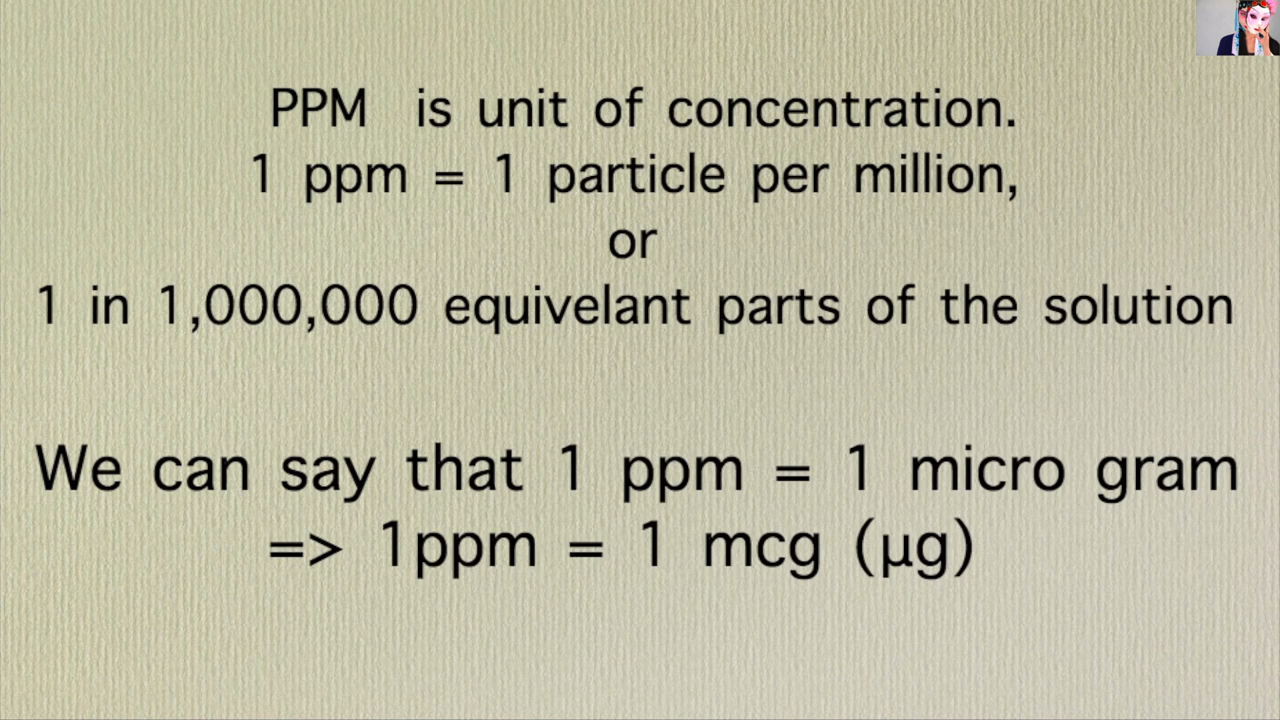 PPM is unit of concentration.
1 ppm = 1 particle per million,
or
1 in 1,000,000 equivelant parts of the solution
We can say that 1 ppm = 1 micro gram
=> 1ppm = 1 mcg (µg)